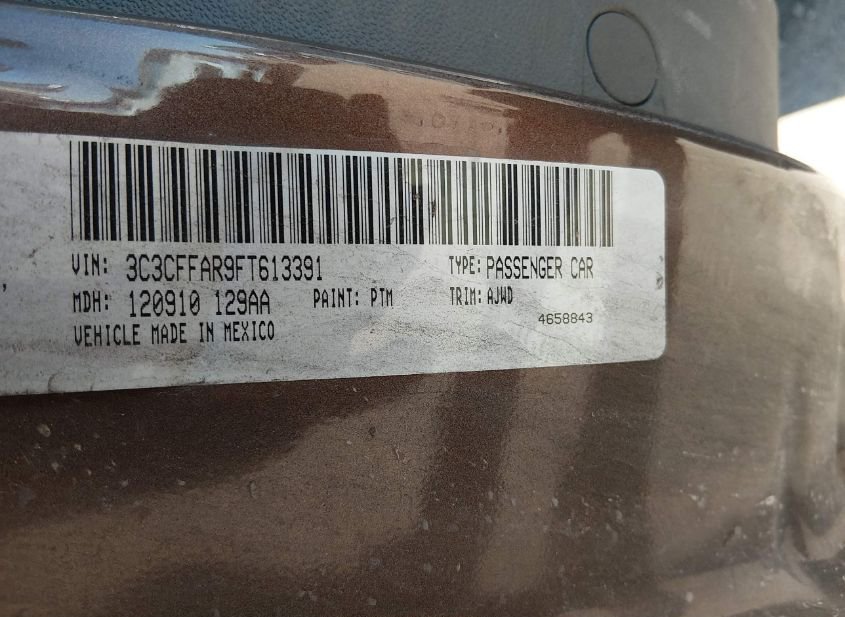 VIN: 3C3CFFAR9FT613391 TYPE: PASSENGER CAR
MDH: 120910 129AA PAINT: PTM TRIM: AJWD
VEHICLE MADE IN MEXICO 4658843